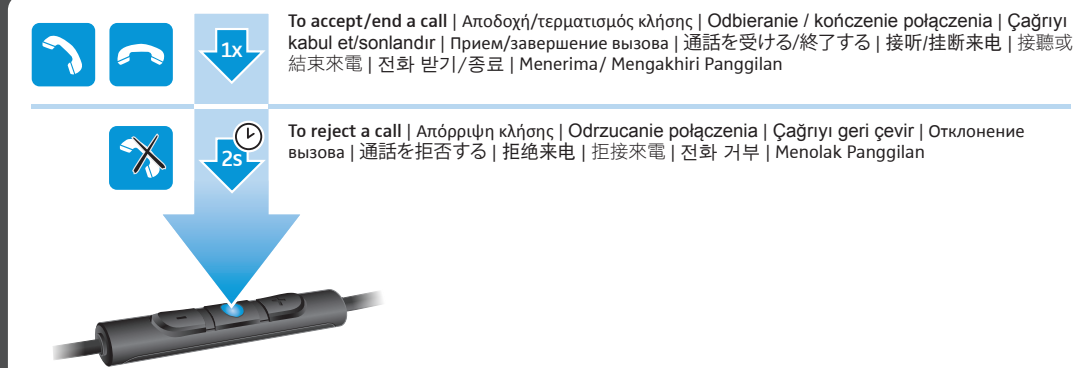 1x
To accept/end a call | Αποδοχή/τερματισμός κλήσης | Odbieranie / kończenie połączenia | Çağrıyı
kabul et/sonlandır | Прием/завершение вызова | 通話を受ける/終了する | 接听/挂断来电 | 接聽或
結束來電 | 전화 받기/종료 | Menerima/ Mengakhiri Panggilan
2s
To reject a call | Απόρριψη κλήσης | Odrzucanie połączenia | Çağrıyı geri çevir | Отклонение
вызова | 通話を拒否する | 拒绝来电 | 拒接來電 | 전화 거부 | Menolak Panggilan